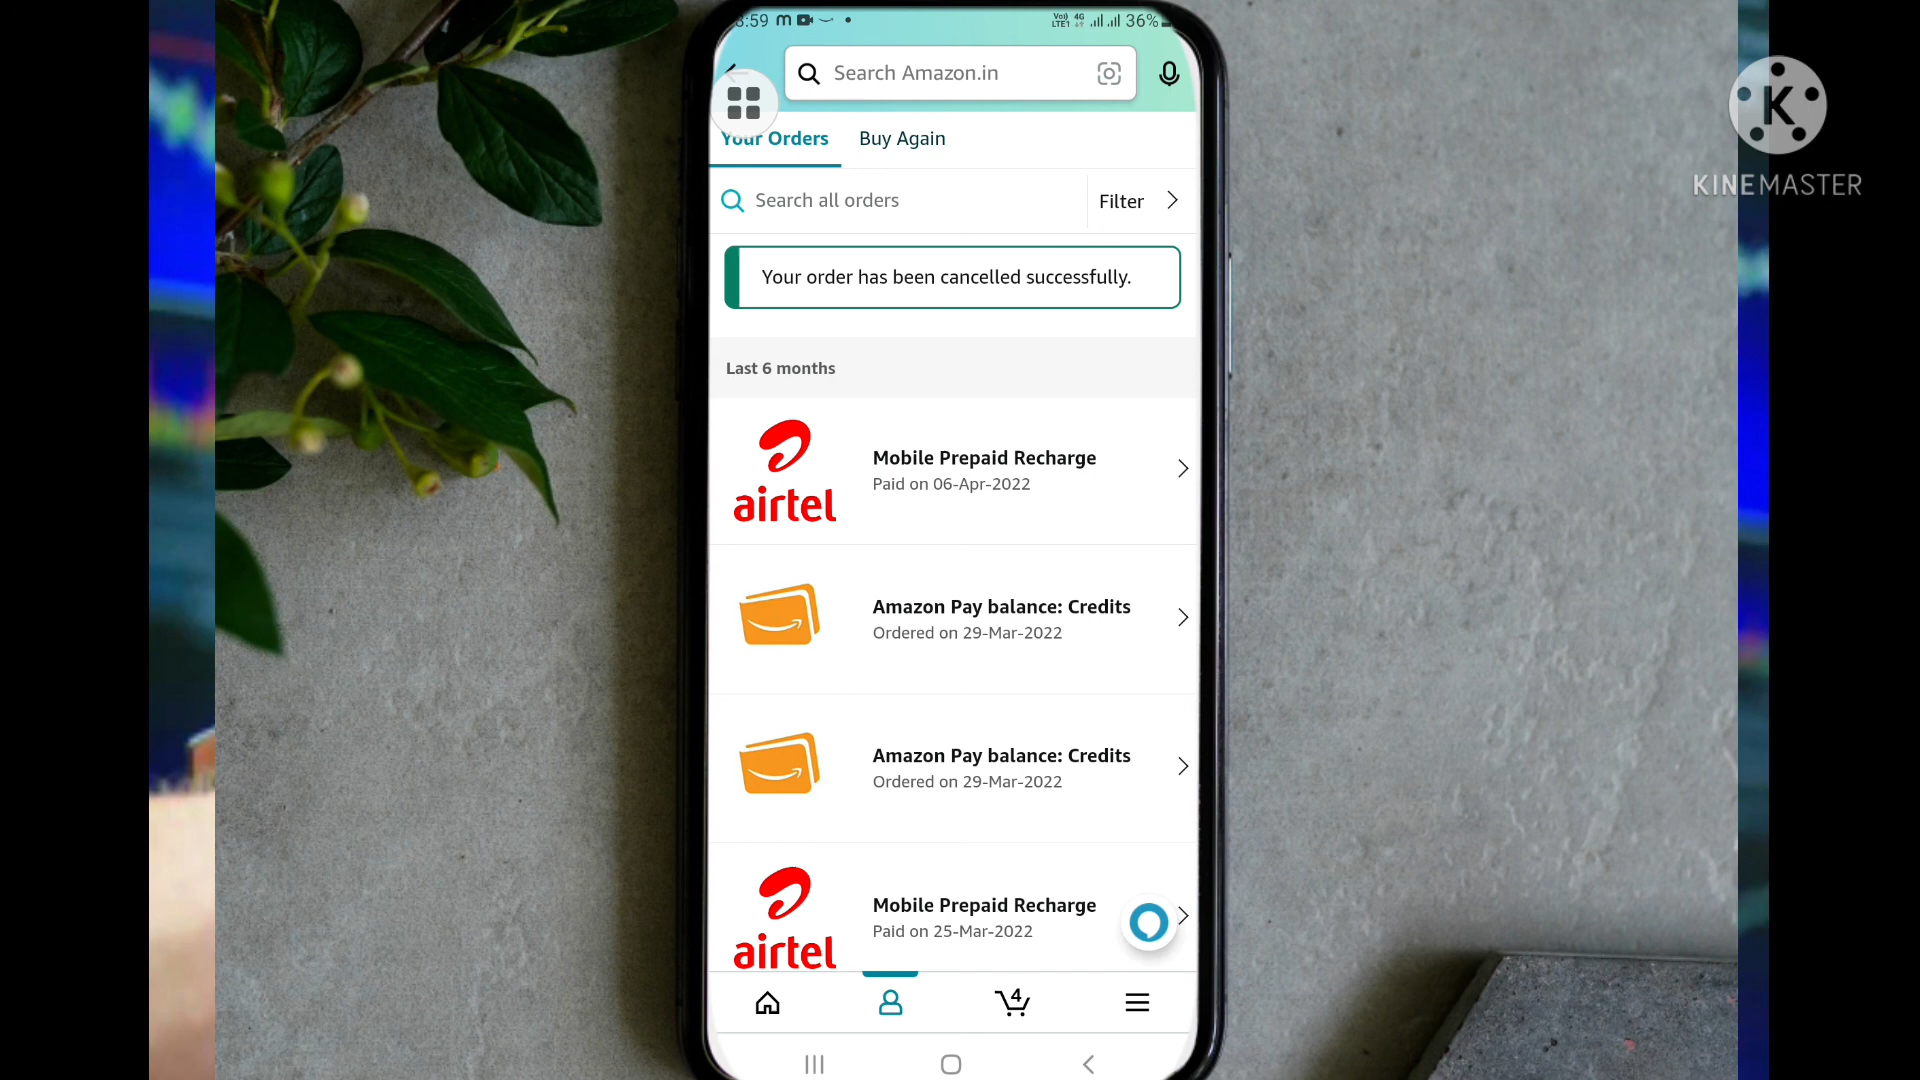 :59 m
Vo) 4G 36%
LTE1
Search Amazon.in
K
KINEMASTER
Your Orders Buy Again
Search all orders Filter
Your order has been cancelled successfully.
Last 6 months
Mobile Prepaid Recharge
Paid on 06-Apr-2022
airtel
Amazon Pay balance: Credits
Ordered on 29-Mar-2022
Amazon Pay balance: Credits
Ordered on 29-Mar-2022
Mobile Prepaid Recharge
Paid on 25-Mar-2022
airtel
4